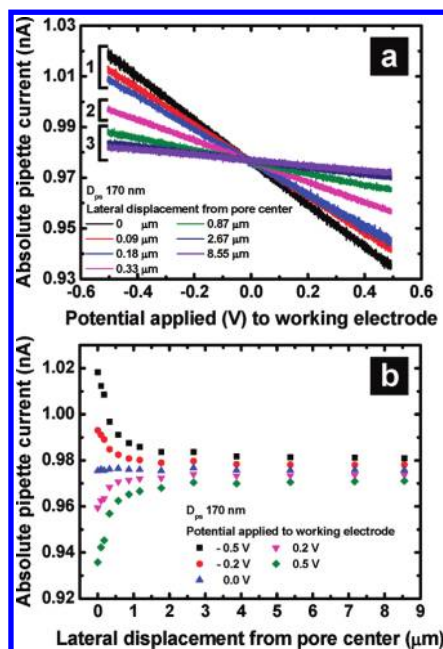 a
1
2
3
Absolute pipette current (nA)
1.03
1.01
0.99
0.97
0.95
0.93
D_ps 170 nm
Lateral displacement from pore center
0 μm
0.87 μm
0.09 μm
2.67 μm
0.18 μm
8.55 μm
0.33 μm
-0.6 -0.4 -0.2 0.0 0.2 0.4 0.6
Potential applied (V) to working electrode
b
Absolute pipette current (nA)
1.02
1.00
0.98
0.96
0.94
0.92
D_ps 170 nm
Potential applied to working electrode
- 0.5 V
0.2 V
- 0.2 V
0.5 V
0.0 V
0 1 2 3 4 5 6 7 8 9
Lateral displacement from pore center (μm)